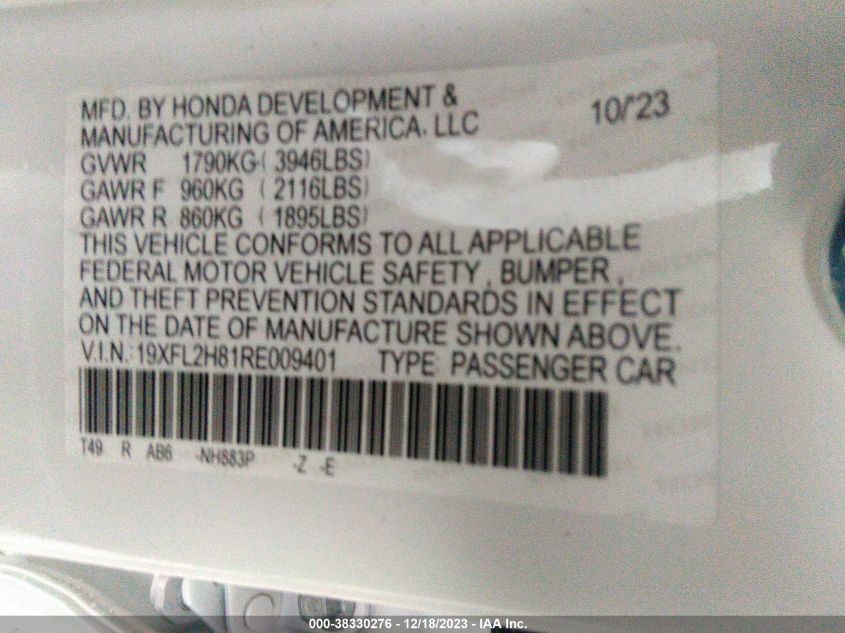 MFD. BY HONDA DEVELOPMENT & 10/23
MANUFACTURING OF AMERICA, LLC
GVWR 1790KG( 3946LBS)
GAWR F 960KG ( 2116LBS)
GAWR R 860KG ( 1895LBS)
THIS VEHICLE CONFORMS TO ALL APPLICABLE
FEDERAL MOTOR VEHICLE SAFETY, BUMPER,
AND THEFT PREVENTION STANDARDS IN EFFECT
ON THE DATE OF MANUFACTURE SHOWN ABOVE.
V.I.N.: 19XFL2H81RE009401 TYPE: PASSENGER CAR
T49 R AB6 -NH883P -Z -E
000-38330276 - 12/18/2023 - IAA Inc.